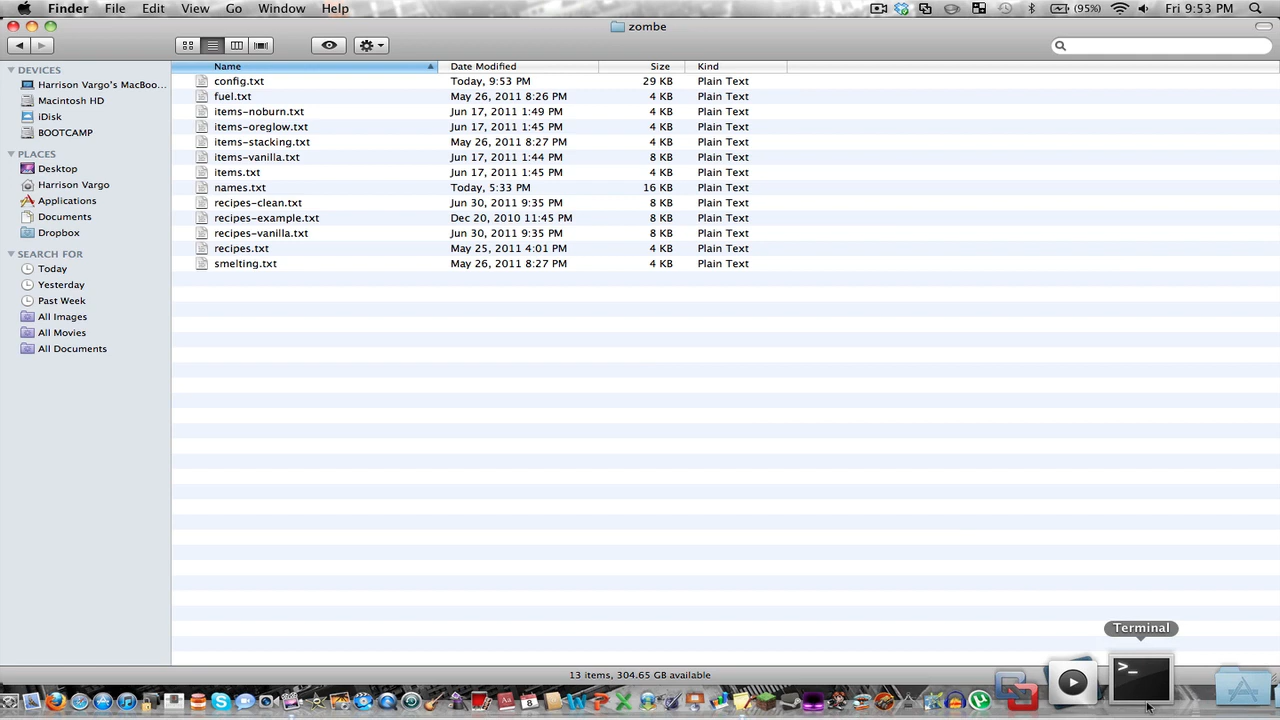 Finder File Edit View Go Window Help (95%) Fri 9:53 PM
zombe
Name Date Modified Size Kind
config.txt Today, 9:53 PM 29 KB Plain Text
fuel.txt May 26, 2011 8:26 PM 4 KB Plain Text
items-noburn.txt Jun 17, 2011 1:49 PM 4 KB Plain Text
items-oreglow.txt Jun 17, 2011 1:45 PM 4 KB Plain Text
items-stacking.txt May 26, 2011 8:27 PM 4 KB Plain Text
items-vanilla.txt Jun 17, 2011 1:44 PM 8 KB Plain Text
items.txt Jun 17, 2011 1:45 PM 4 KB Plain Text
names.txt Today, 5:33 PM 16 KB Plain Text
recipes-clean.txt Jun 30, 2011 9:35 PM 8 KB Plain Text
recipes-example.txt Dec 20, 2010 11:45 PM 8 KB Plain Text
recipes-vanilla.txt Jun 30, 2011 9:35 PM 8 KB Plain Text
recipes.txt May 25, 2011 4:01 PM 4 KB Plain Text
smelting.txt May 26, 2011 8:27 PM 4 KB Plain Text
DEVICES
Harrison Vargo's MacBoo...
Macintosh HD
iDisk
BOOTCAMP
PLACES
Desktop
Harrison Vargo
Applications
Documents
Dropbox
SEARCH FOR
Today
Yesterday
Past Week
All Images
All Movies
All Documents
Terminal
13 items, 304.65 GB available